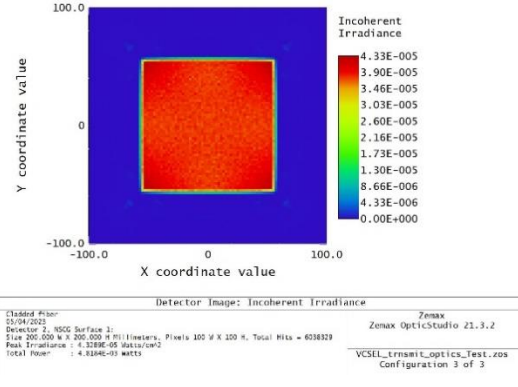 100.0
Incoherent
Irradiance
4.33E-005
3.90E-005
3.46E-005
3.03E-005
2.60E-005
2.16E-005
1.73E-005
1.30E-005
8.66E-006
4.33E-006
0.00E+000
Y coordinate value
0
-100.0
-100.0 0 100.0
X coordinate value
Detector Image: Incoherent Irradiance
Cladded fiber
05/04/2023
Detector 2, NSCG Surface 1:
Size 200.000 W X 200.000 H Millimeters, Pixels 100 W X 100 H, Total Hits = 6038329
Peak Irradiance : 4.3289E-05 Watts/cm^2
Total Power : 4.8184E-03 Watts
Zemax
Zemax OpticStudio 21.3.2
VCSEL_trnsmit_optics_Test.zos
Configuration 3 of 3